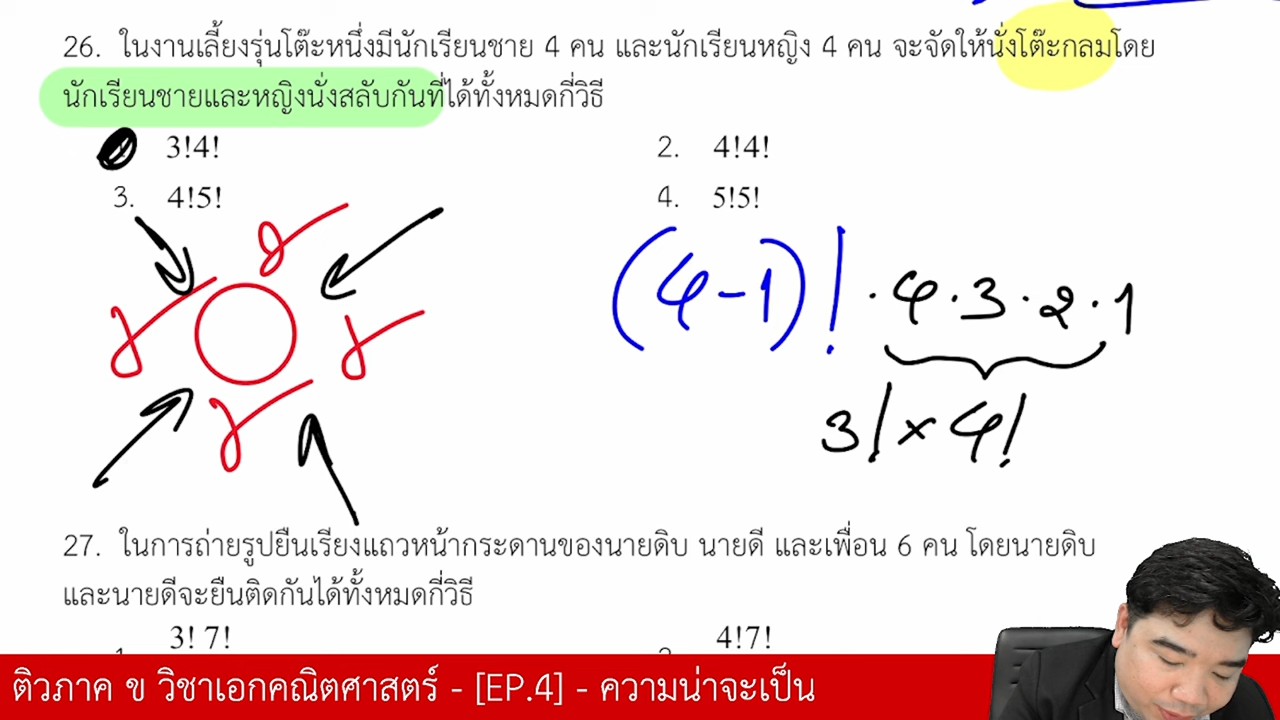 26. ในงานเลี้ยงรุ่นโต๊ะหนึ่งมีนักเรียนชาย 4 คน และนักเรียนหญิง 4 คน จะจัดให้นั่งโต๊ะกลมโดย
นักเรียนชายและหญิงนั่งสลับกันที่ได้ทั้งหมดกี่วิธี
3!4!
2. 4!4!
3. 4!5!
4. 5!5!
(4-1)! · 4 · 3 · 2 · 1
3! × 4!
27. ในการถ่ายรูปยืนเรียงแถวหน้ากระดานของนายดิบ นายดี และเพื่อน 6 คน โดยนายดิบ
และนายดีจะยืนติดกันได้ทั้งหมดกี่วิธี
3! 7!
4!7!
ติวภาค ข วิชาเอกคณิตศาสตร์ - [EP.4] - ความน่าจะเป็น